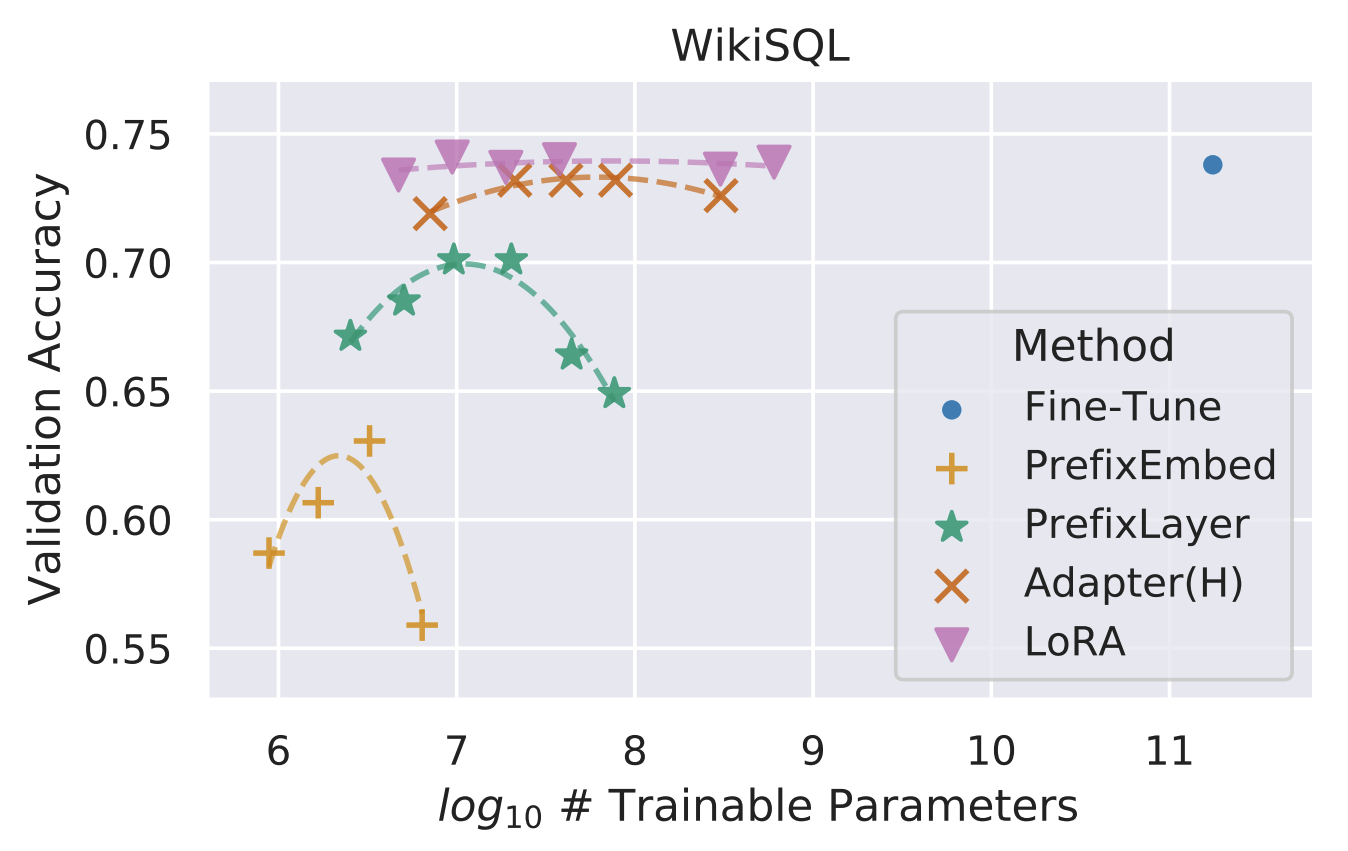 WikiSQL
Validation Accuracy
0.75
0.70
0.65
0.60
0.55
6 7 8 9 10 11
log10 # Trainable Parameters
Method
Fine-Tune
PrefixEmbed
PrefixLayer
Adapter(H)
LoRA